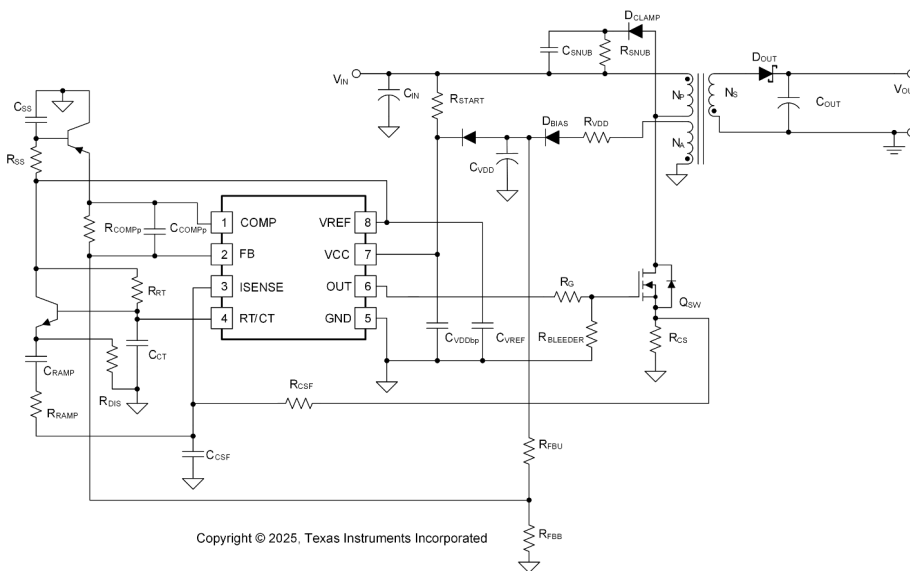 DCLAMP
CSNUB
RSNUB
VIN
CIN
RSTART
NP
NS
DOUT
COUT
VOU
CSS
RSS
DBIAS
RVDD
NA
CVDD
RCOMPp
CCOMPp
1 COMP
VREF 8
2 FB
VCC 7
3 ISENSE
OUT 6
4 RT/CT
GND 5
RRT
CCT
RG
QSW
CVDDbp
CVREF
RBLEEDER
RCS
CRAMP
RDIS
RRAMP
RCSF
CCSF
RFBU
RFBB
Copyright © 2025, Texas Instruments Incorporated